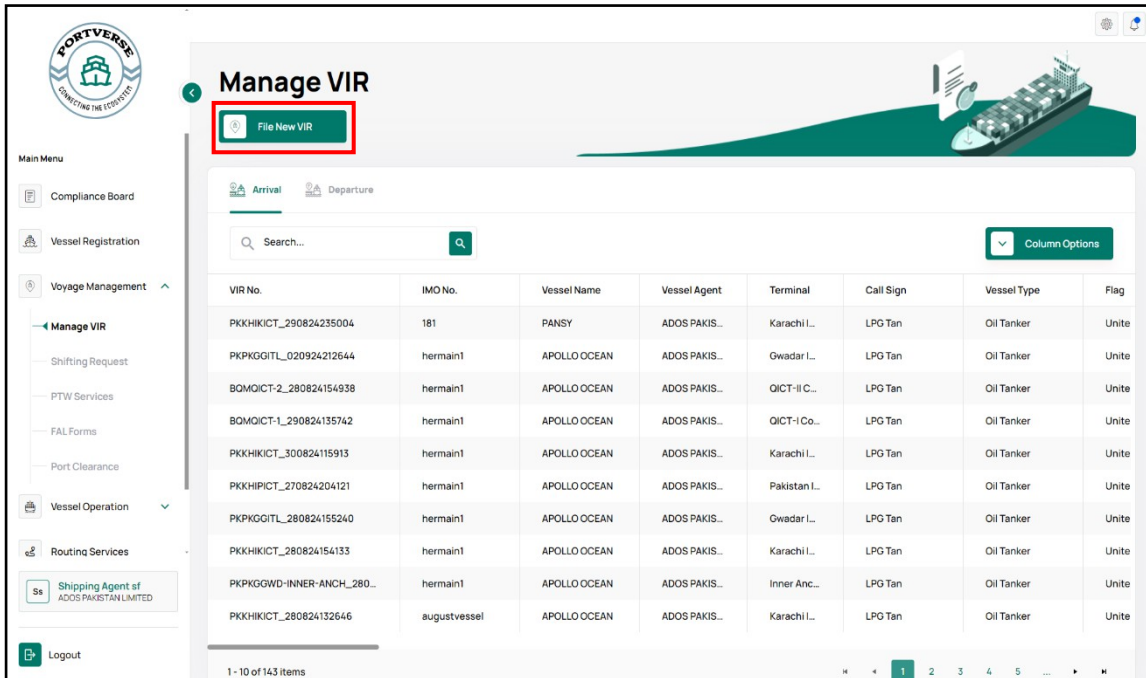 PORTVERSE
CONNECTING THE ECOSYSTEM
Manage VIR
File New VIR
Main Menu
Compliance Board
Vessel Registration
Voyage Management
Manage VIR
Shifting Request
PTW Services
FAL Forms
Port Clearance
Vessel Operation
Routing Services
Ss
Shipping Agent sf
ADOS PAKISTAN LIMITED
Logout
Arrival Departure
Search...
Column Options
VIR No. IMO No. Vessel Name Vessel Agent Terminal Call Sign Vessel Type Flag
PKKHIKICT_290824235004 181 PANSY ADOS PAKIS... Karachi I... LPG Tan Oil Tanker Unite
PKPKGGITL_020924212644 hermain1 APOLLO OCEAN ADOS PAKIS... Gwadar I... LPG Tan Oil Tanker Unite
BQMQICT-2_280824154938 hermain1 APOLLO OCEAN ADOS PAKIS... QICT-II C... LPG Tan Oil Tanker Unite
BQMQICT-1_290824135742 hermain1 APOLLO OCEAN ADOS PAKIS... QICT-I Co... LPG Tan Oil Tanker Unite
PKKHIKICT_300824115913 hermain1 APOLLO OCEAN ADOS PAKIS... Karachi I... LPG Tan Oil Tanker Unite
PKKHIPICT_270824204121 hermain1 APOLLO OCEAN ADOS PAKIS... Pakistan I... LPG Tan Oil Tanker Unite
PKPKGGITL_280824155240 hermain1 APOLLO OCEAN ADOS PAKIS... Gwadar I... LPG Tan Oil Tanker Unite
PKKHIKICT_280824154133 hermain1 APOLLO OCEAN ADOS PAKIS... Karachi I... LPG Tan Oil Tanker Unite
PKPKGGWD-INNER-ANCH_280... hermain1 APOLLO OCEAN ADOS PAKIS... Inner Anc... LPG Tan Oil Tanker Unite
PKKHIKICT_280824132646 augustvessel APOLLO OCEAN ADOS PAKIS... Karachi I... LPG Tan Oil Tanker Unite
1 - 10 of 143 items
1 2 3 4 5 ...